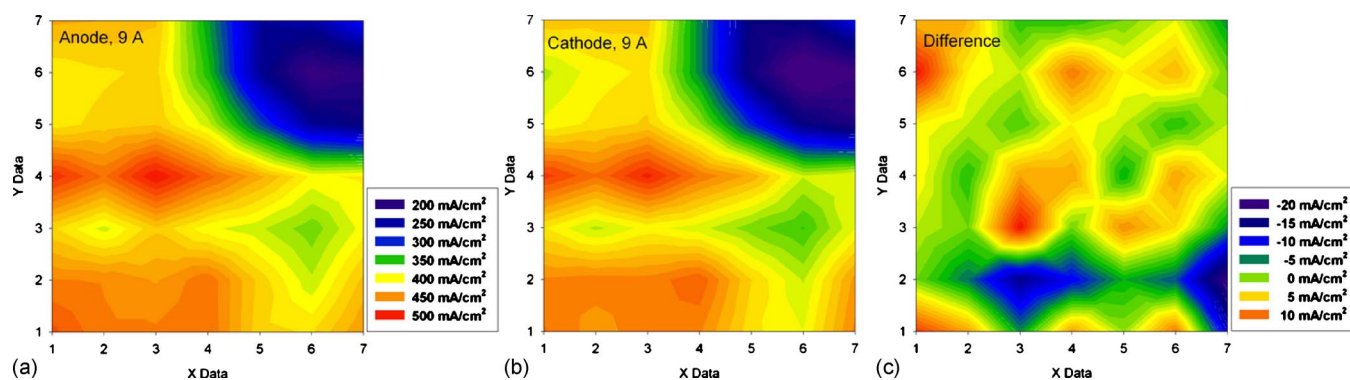 Anode, 9 A
7
6
5
4
3
2
1
Y Data
1 2 3 4 5 6 7
X Data
(a)
200 mA/cm²
250 mA/cm²
300 mA/cm²
350 mA/cm²
400 mA/cm²
450 mA/cm²
500 mA/cm²
Cathode, 9 A
7
6
5
4
3
2
1
Y Data
1 2 3 4 5 6 7
X Data
(b)
Difference
7
6
5
4
3
2
1
Y Data
1 2 3 4 5 6 7
X Data
(c)
-20 mA/cm²
-15 mA/cm²
-10 mA/cm²
-5 mA/cm²
0 mA/cm²
5 mA/cm²
10 mA/cm²